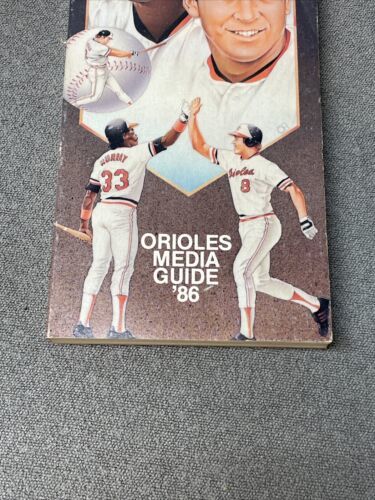 MURRAY
33
Orioles
8
ORIOLES
MEDIA
GUIDE
'86